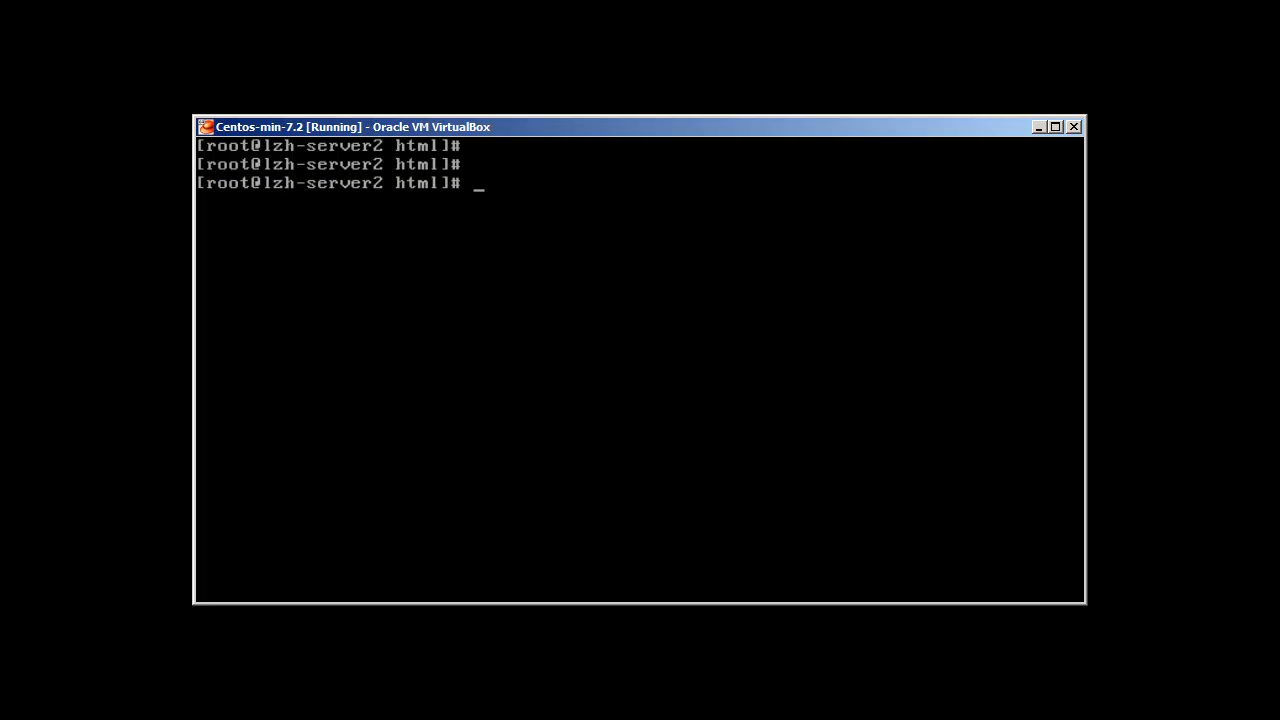 Centos-min-7.2 [Running] - Oracle VM VirtualBox
[root@lzh-server2 html]#
[root@lzh-server2 html]#
[root@lzh-server2 html]# _